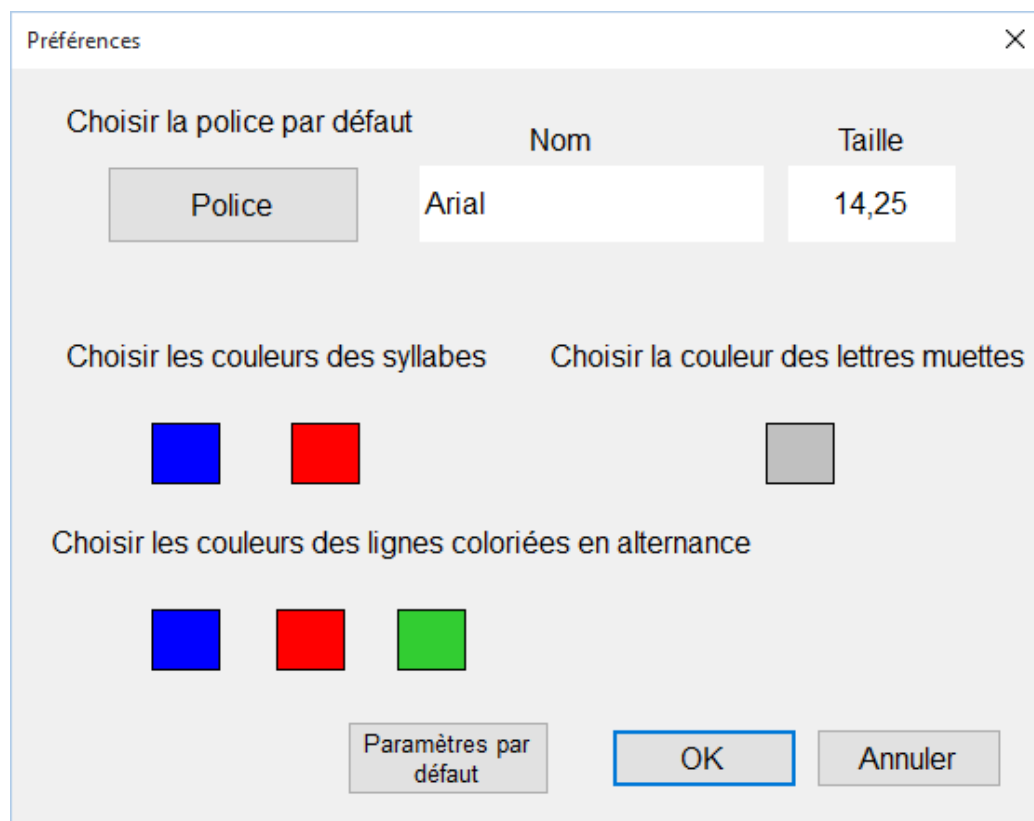 Préférences
Choisir la police par défaut
Nom
Taille
Police
Arial
14,25
Choisir les couleurs des syllabes
Choisir la couleur des lettres muettes
Choisir les couleurs des lignes coloriées en alternance
Paramètres par
défaut
OK
Annuler